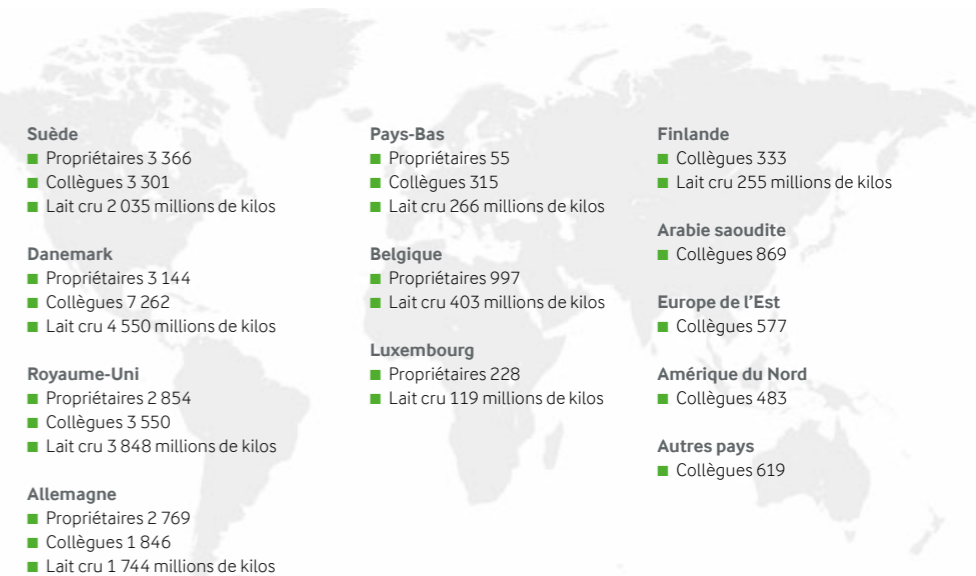 Suède
Propriétaires 3 366
Collègues 3 301
Lait cru 2 035 millions de kilos
Danemark
Propriétaires 3 144
Collègues 7 262
Lait cru 4 550 millions de kilos
Royaume-Uni
Propriétaires 2 854
Collègues 3 550
Lait cru 3 848 millions de kilos
Allemagne
Propriétaires 2 769
Collègues 1 846
Lait cru 1 744 millions de kilos
Pays-Bas
Propriétaires 55
Collègues 315
Lait cru 266 millions de kilos
Belgique
Propriétaires 997
Lait cru 403 millions de kilos
Luxembourg
Propriétaires 228
Lait cru 119 millions de kilos
Finlande
Collègues 333
Lait cru 255 millions de kilos
Arabie saoudite
Collègues 869
Europe de l’Est
Collègues 577
Amérique du Nord
Collègues 483
Autres pays
Collègues 619